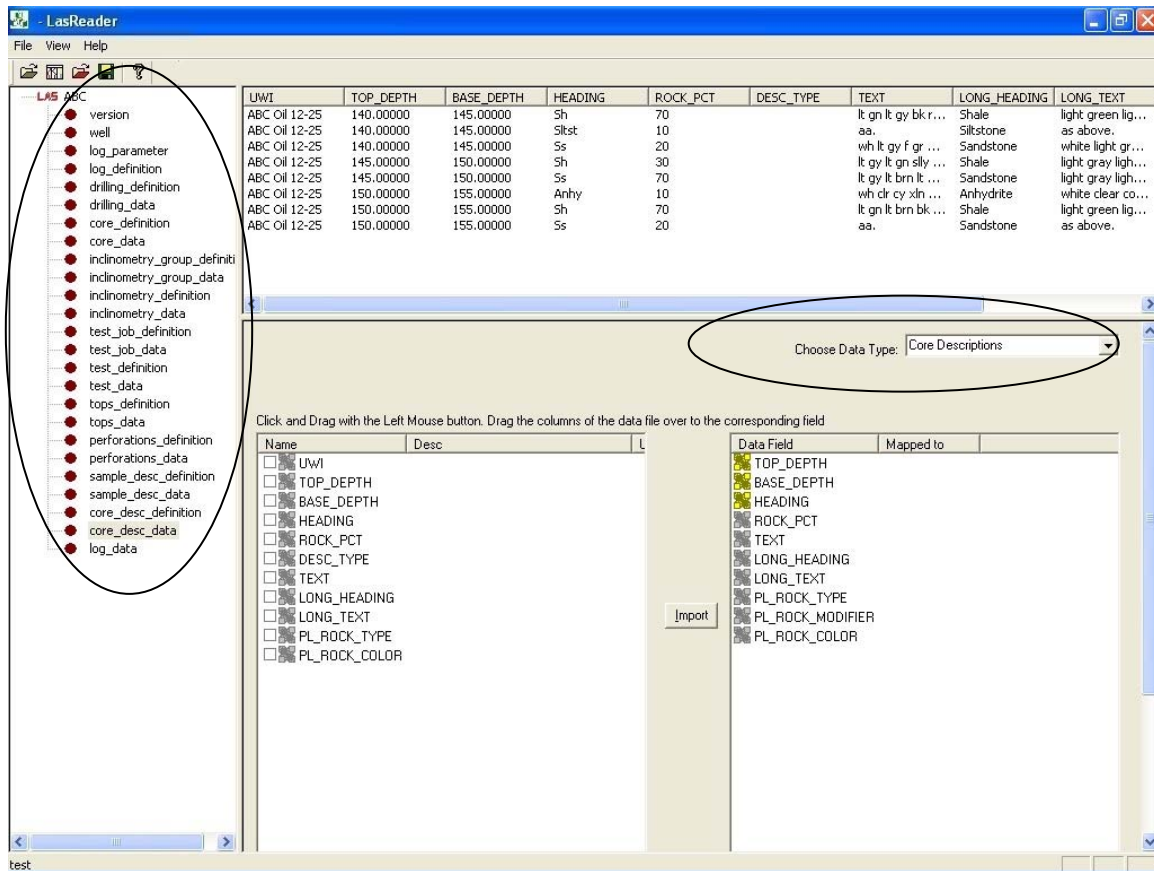 - LasReader
File View Help
LAS ABC
version
well
log_parameter
log_definition
drilling_definition
drilling_data
core_definition
core_data
inclinometry_group_definiti
inclinometry_group_data
inclinometry_definition
inclinometry_data
test_job_definition
test_job_data
test_definition
test_data
tops_definition
tops_data
perforations_definition
perforations_data
sample_desc_definition
sample_desc_data
core_desc_definition
core_desc_data
log_data
UWI TOP_DEPTH BASE_DEPTH HEADING ROCK_PCT DESC_TYPE TEXT LONG_HEADING LONG_TEXT
ABC Oil 12-25 140.00000 145.00000 Sh 70 lt gn lt gy bk r... Shale light green lig...
ABC Oil 12-25 140.00000 145.00000 Sltst 10 aa. Siltstone as above.
ABC Oil 12-25 140.00000 145.00000 Ss 20 wh lt gy f gr ... Sandstone white light gr...
ABC Oil 12-25 145.00000 150.00000 Sh 30 lt gy lt gn slly ... Shale light gray ligh...
ABC Oil 12-25 145.00000 150.00000 Ss 70 lt gy lt brn lt ... Sandstone light gray ligh...
ABC Oil 12-25 150.00000 155.00000 Anhy 10 wh clr cy xln ... Anhydrite white clear co...
ABC Oil 12-25 150.00000 155.00000 Sh 70 lt gn lt brn bk ... Shale light green lig...
ABC Oil 12-25 150.00000 155.00000 Ss 20 aa. Sandstone as above.
Choose Data Type: Core Descriptions
Click and Drag with the Left Mouse button. Drag the columns of the data file over to the corresponding field
Name Desc U
UWI
TOP_DEPTH
BASE_DEPTH
HEADING
ROCK_PCT
DESC_TYPE
TEXT
LONG_HEADING
LONG_TEXT
PL_ROCK_TYPE
PL_ROCK_COLOR
Import
Data Field Mapped to
TOP_DEPTH
BASE_DEPTH
HEADING
ROCK_PCT
TEXT
LONG_HEADING
LONG_TEXT
PL_ROCK_TYPE
PL_ROCK_MODIFIER
PL_ROCK_COLOR
test